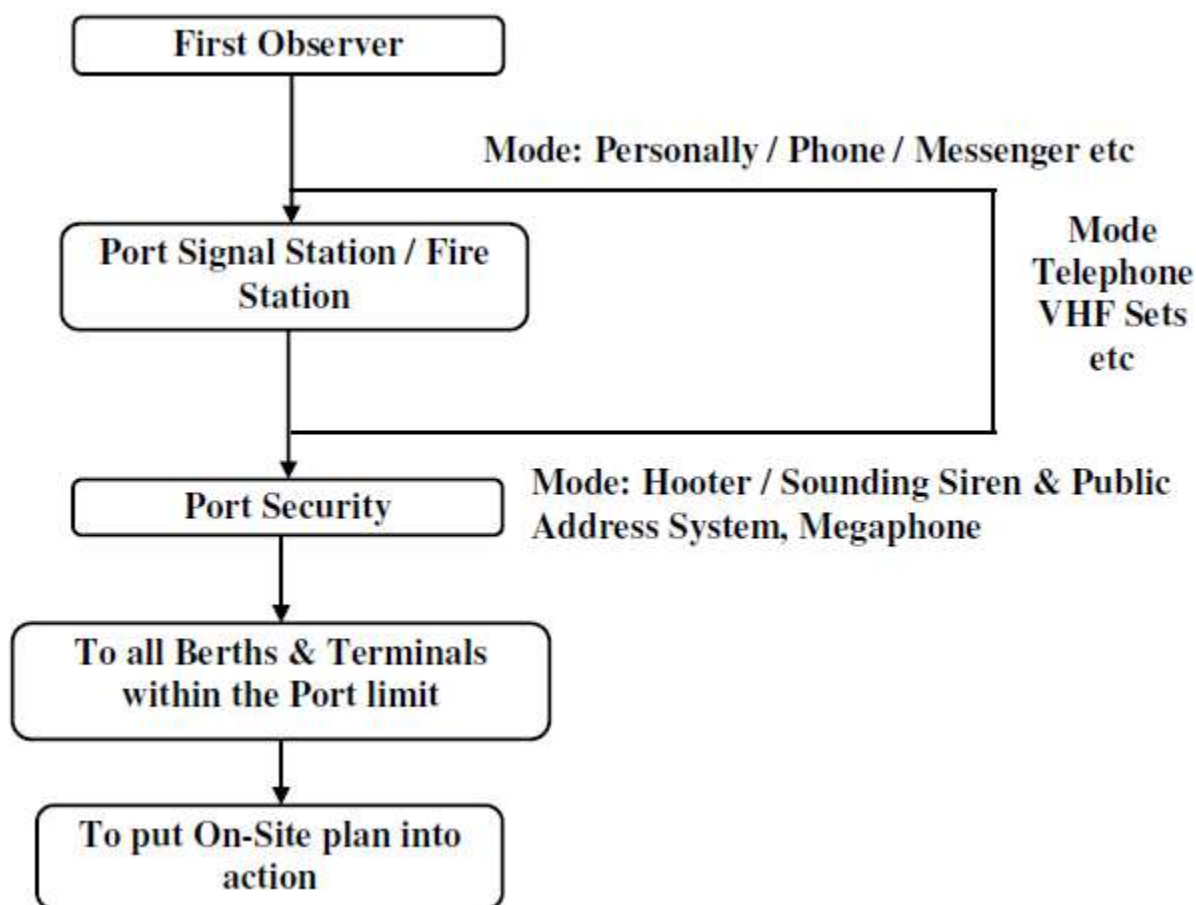 First Observer
Mode: Personally / Phone / Messenger etc
Port Signal Station / Fire
Station
Mode
Telephone
VHF Sets
etc
Port Security
Mode: Hooter / Sounding Siren & Public
Address System, Megaphone
To all Berths & Terminals
within the Port limit
To put On-Site plan into
action